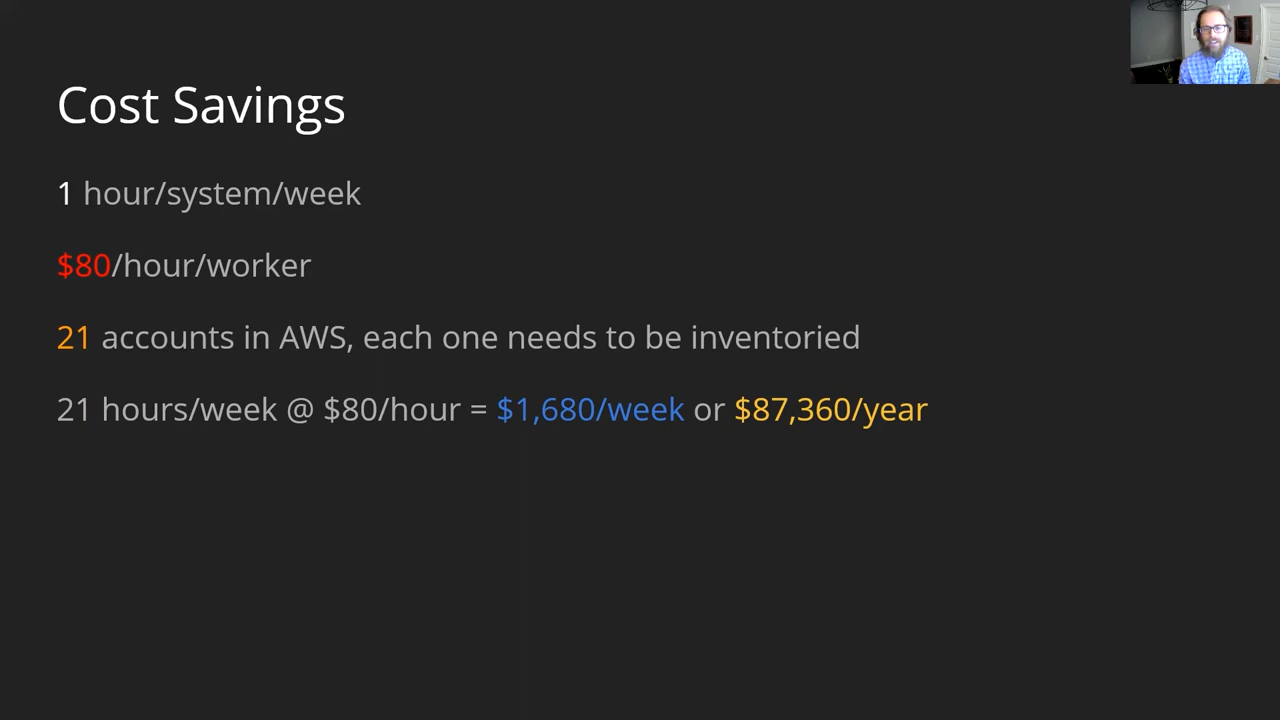 Cost Savings
1 hour/system/week
$80/hour/worker
21 accounts in AWS, each one needs to be inventoried
21 hours/week @ $80/hour = $1,680/week or $87,360/year